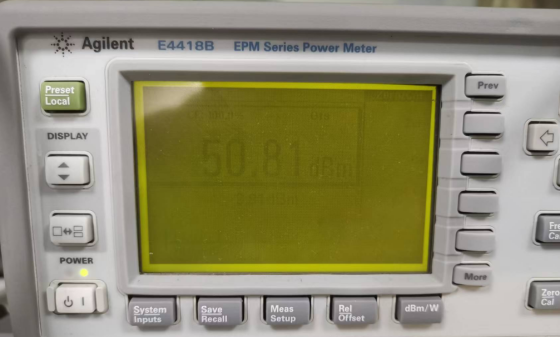 Agilent E4418B EPM Series Power Meter
Preset
Local
Prev
DISPLAY
50.81 dBm
POWER
More
System
Inputs
Save
Recall
Meas
Setup
Rel
Offset
dBm/W
Zero
Cal